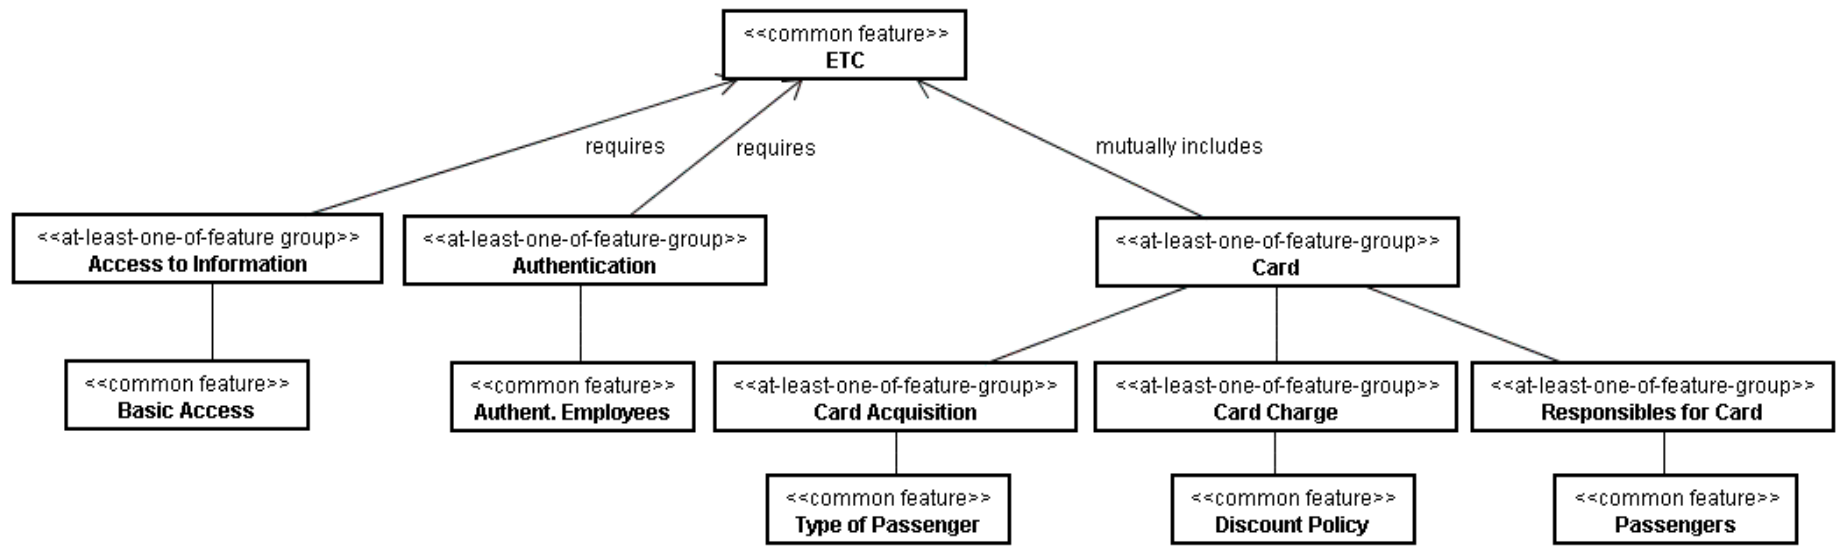 <<common feature>>
ETC
requires
requires
mutually includes
<<at-least-one-of-feature group>>
Access to Information
<<at-least-one-of-feature-group>>
Authentication
<<at-least-one-of-feature-group>>
Card
<<common feature>>
Basic Access
<<common feature>>
Authent. Employees
<<at-least-one-of-feature-group>>
Card Acquisition
<<at-least-one-of-feature-group>>
Card Charge
<<at-least-one-of-feature-group>>
Responsibles for Card
<<common feature>>
Type of Passenger
<<common feature>>
Discount Policy
<<common feature>>
Passengers